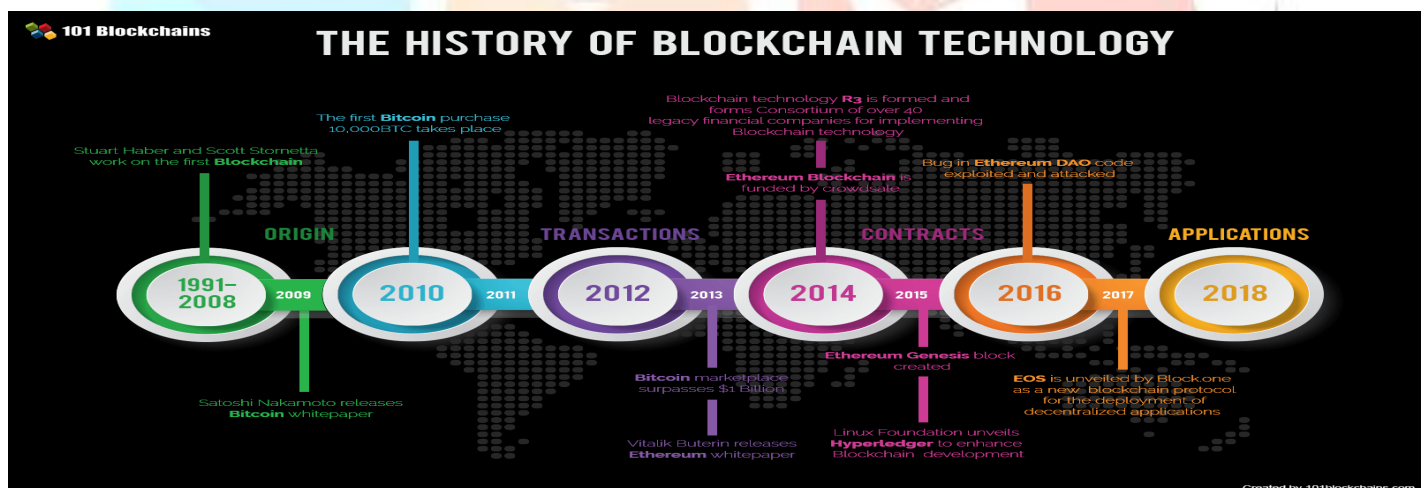 101 Blockchains
THE HISTORY OF BLOCKCHAIN TECHNOLOGY
Stuart Haber and Scott Stornetta
work on the first Blockchain
The first Bitcoin purchase
10,000BTC takes place
Blockchain technology R3 is formed and
forms Consortium of over 40
legacy financial companies for implementing
Blockchain technology
Ethereum Blockchain is
funded by crowdsale
Bug in Ethereum DAO code
exploited and attacked
ORIGIN
TRANSACTIONS
CONTRACTS
APPLICATIONS
1991–
2008
2009
2010
2011
2012
2013
2014
2015
2016
2017
2018
Satoshi Nakamoto releases
Bitcoin whitepaper
Bitcoin marketplace
surpasses $1 Billion
Vitalik Buterin releases
Ethereum whitepaper
Ethereum Genesis block
created
Linux Foundation unveils
Hyperledger to enhance
Blockchain development
EOS is unveiled by Block.one
as a new blockchain protocol
for the deployment of
decentralized applications
Created by 101blockchains.com